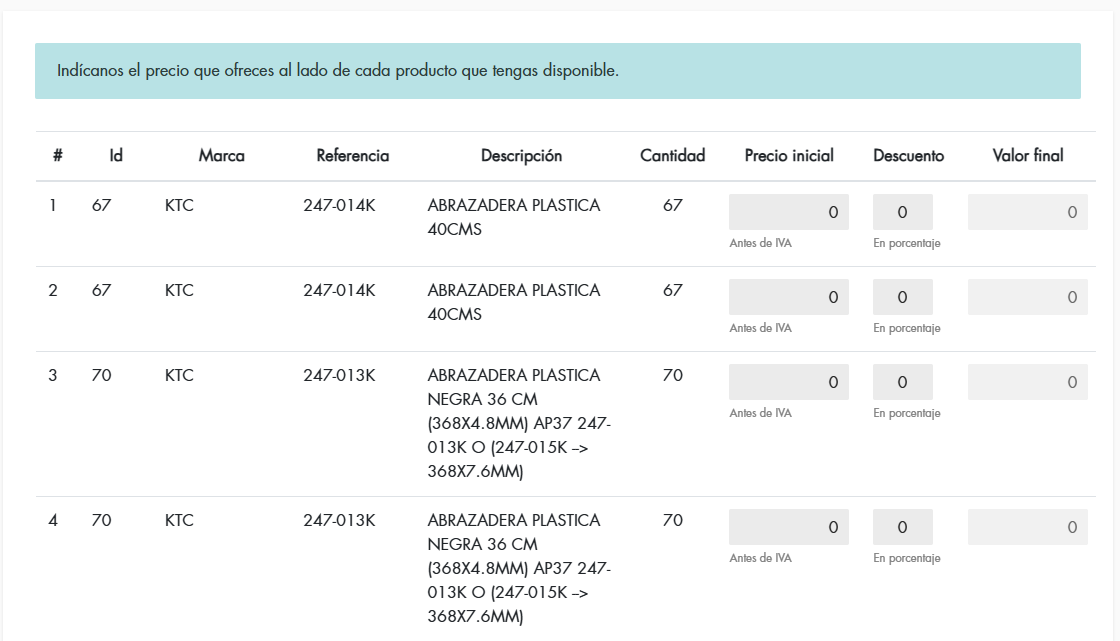 Indícanos el precio que ofreces al lado de cada producto que tengas disponible.
# Id Marca Referencia Descripción Cantidad Precio inicial Descuento Valor final
1 67 KTC 247-014K ABRAZADERA PLASTICA 67 0 0 0
40CMS
Antes de IVA En porcentaje
2 67 KTC 247-014K ABRAZADERA PLASTICA 67 0 0 0
40CMS
Antes de IVA En porcentaje
3 70 KTC 247-013K ABRAZADERA PLASTICA 70 0 0 0
NEGRA 36 CM
Antes de IVA En porcentaje
(368X4.8MM) AP37 247-
013K O (247-015K –>
368X7.6MM)
4 70 KTC 247-013K ABRAZADERA PLASTICA 70 0 0 0
NEGRA 36 CM
Antes de IVA En porcentaje
(368X4.8MM) AP37 247-
013K O (247-015K –>
368X7.6MM)